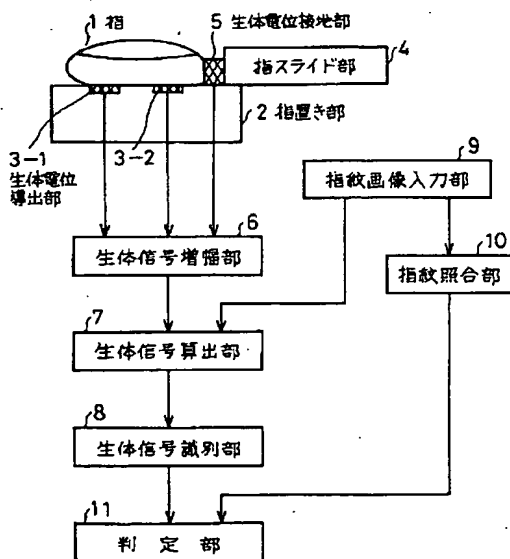 1 指
5 生体電位接地部
指スライド部
4
2 指置き部
3-1
生体電位
導出部
3-2
9
指紋画像入力部
6
生体信号増幅部
10
指紋照合部
7
生体信号算出部
8
生体信号識別部
11
判定部